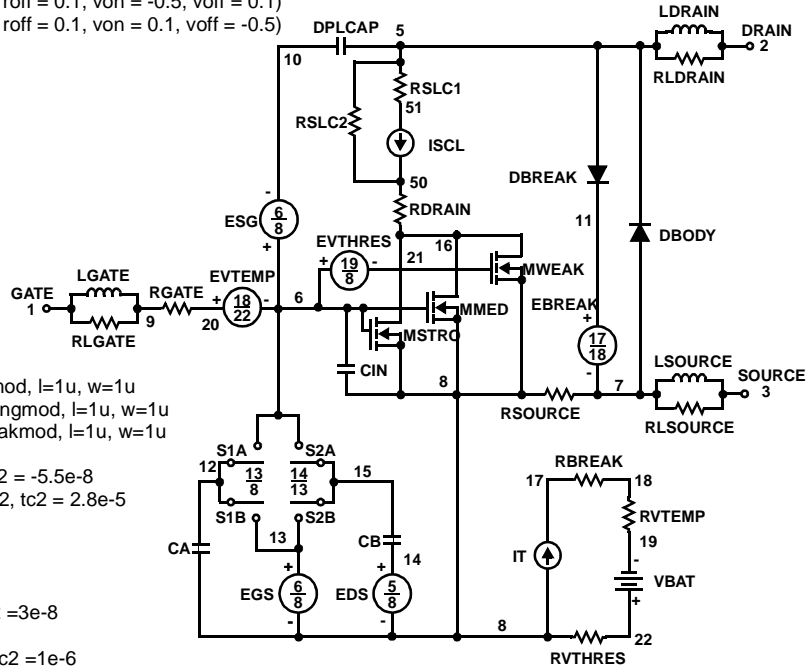 roff = 0.1, von = -0.5, voff = 0.1)
roff = 0.1, von = 0.1, voff = -0.5)
LDRAIN
DRAIN
2
RLDRAIN
DPLCAP
5
10
RSLC1
51
RSLC2
ISCL
50
RDRAIN
DBREAK
11
DBODY
ESG
6
8
-
+
EVTHRES
+
19
8
-
21
16
MWEAK
LGATE
GATE
1
RLGATE
9
RGATE
20
EVTEMP
+
18
22
-
6
MMED
MSTRO
CIN
EBREAK
+
17
18
-
8
RSOURCE
7
LSOURCE
SOURCE
3
RLSOURCE
od, l=1u, w=1u
ngmod, l=1u, w=1u
akmod, l=1u, w=1u
2 = -5.5e-8
2, tc2 = 2.8e-5
=3e-8
c2 =1e-6
S1A
S2A
12
13
8
14
13
15
S1B
S2B
13
CA
CB
14
EGS
+
6
8
-
EDS
+
5
8
-
8
RBREAK
17
18
RVTEMP
19
IT
-
VBAT
+
22
RVTHRES